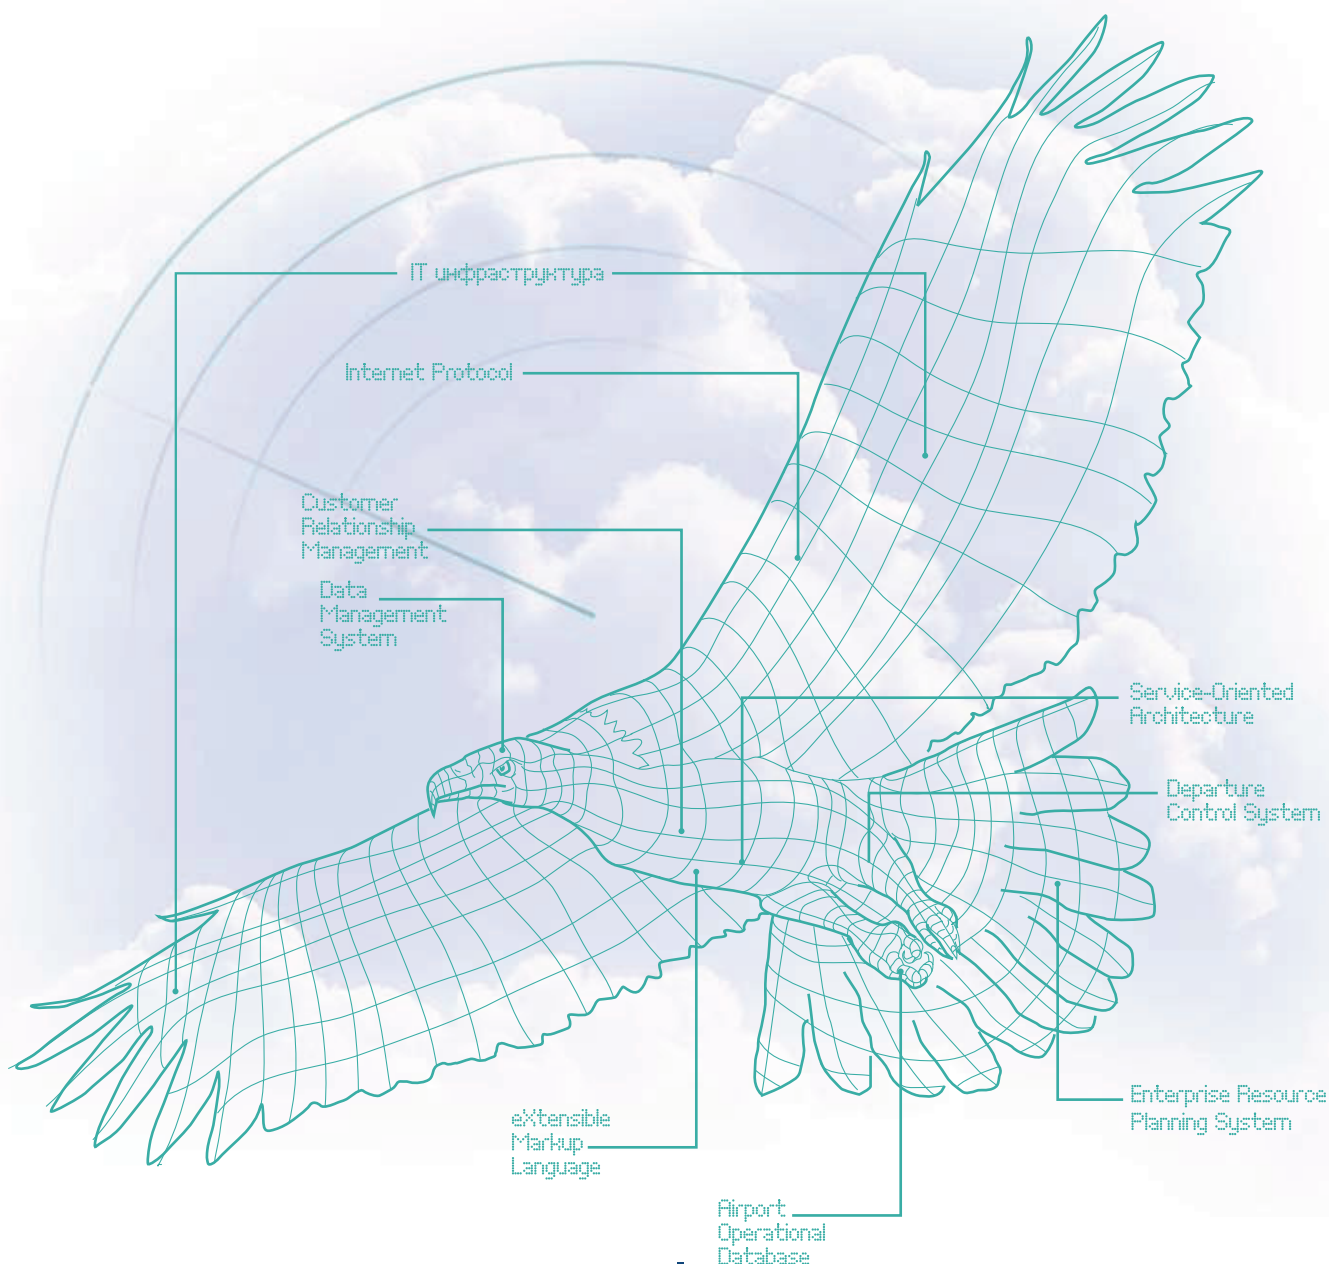 IT инфраструктура
Internet Protocol
Customer
Relationship
Management
Data
Management
System
Service-Oriented
Architecture
Departure
Control System
Enterprise Resource
Planning System
eXtensible
Markup
Language
Airport
Operational
Database